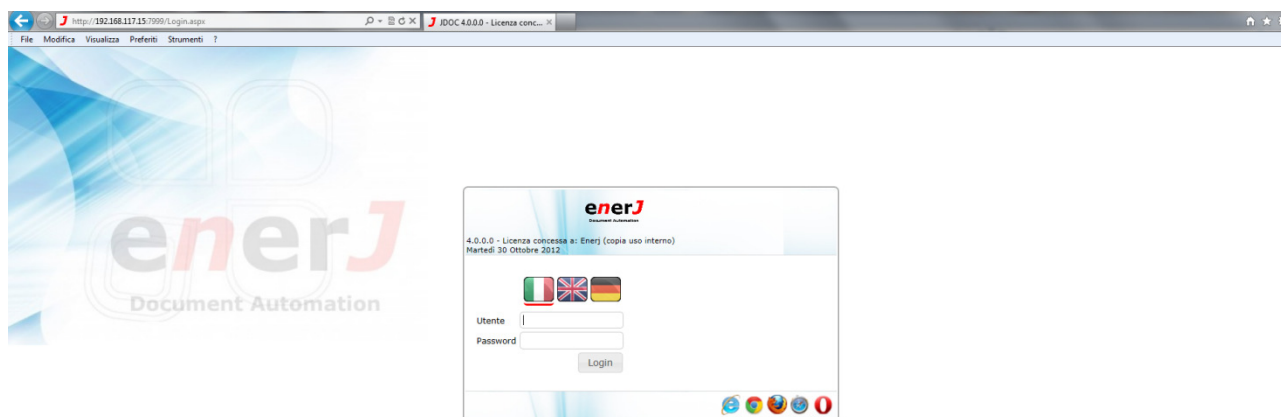 http://192.168.117.15:7999/Login.aspx
JDOC 4.0.0.0 - Licenza conc...
File Modifica Visualizza Preferiti Strumenti ?
enerJ
Document Automation
enerJ
Document Automation
4.0.0.0 - Licenza concessa a: Enerj (copia uso interno)
Martedì 30 Ottobre 2012
Utente
Password
Login